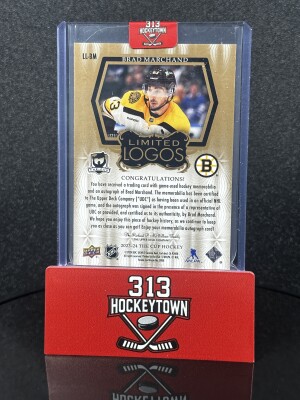 313
HOCKEYTOWN
LL-BM
BRAD MARCHAND
63
LIMITED
LOGOS
B
CONGRATULATIONS!
You have received a trading card with game-used hockey memorabilia
and an autograph of Brad Marchand. The memorabilia has been certified
to The Upper Deck Company ("UDC") as having been used in an official NHL
game, and the autograph was signed in the presence of a representative of
UDC or provided, and certified as to its authenticity, by Brad Marchand. We
hope you enjoy this piece of hockey history, as we continue to keep
you as close as you can get! Enjoy your memorabilia autograph card!
2023-24 THE CUP HOCKEY
313
HOCKEYTOWN